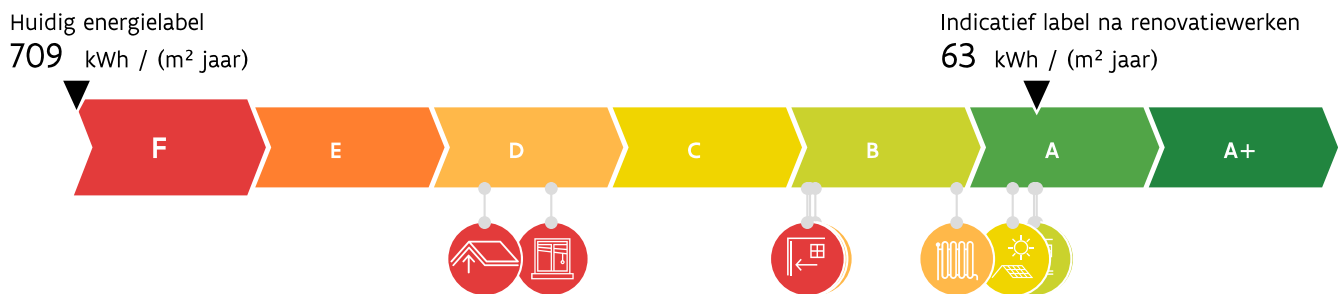 Huidig energielabel
709 kWh / (m² jaar)
Indicatief label na renovatiewerken
63 kWh / (m² jaar)
F E D C B A A+